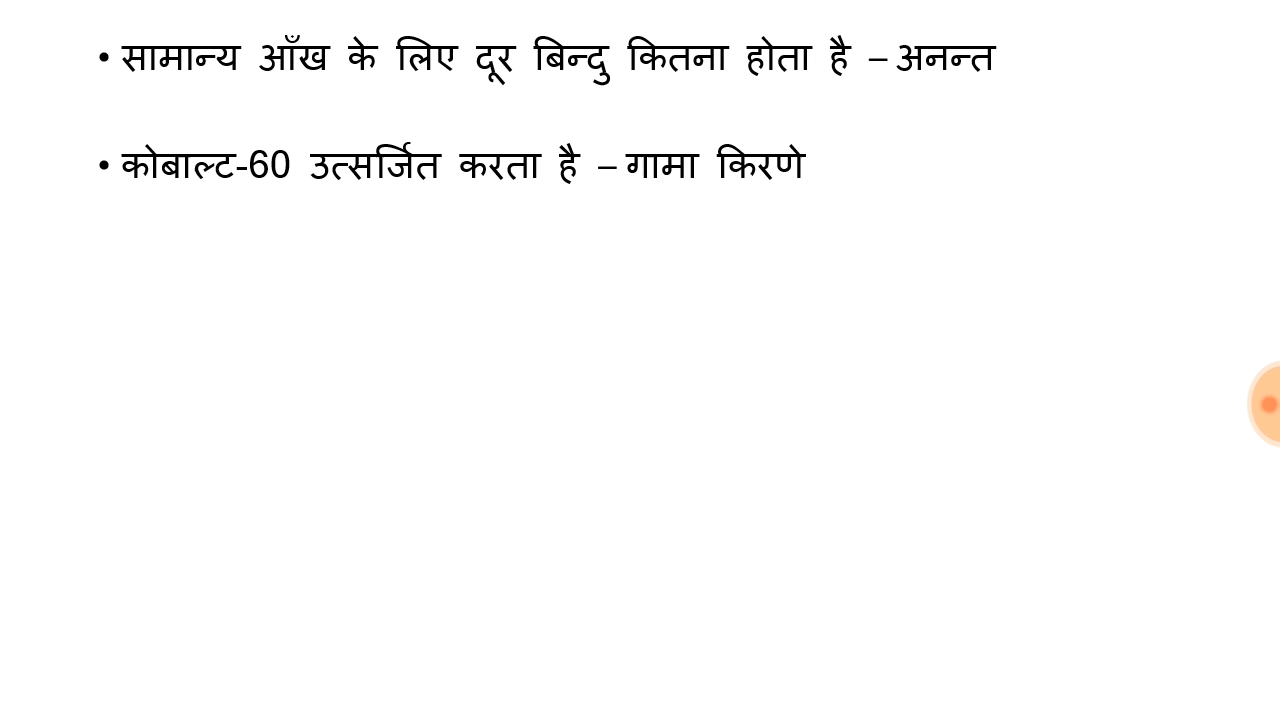 • सामान्य आँख के लिए दूर बिन्दु कितना होता है – अनन्त
• कोबाल्ट-60 उत्सर्जित करता है – गामा किरणे